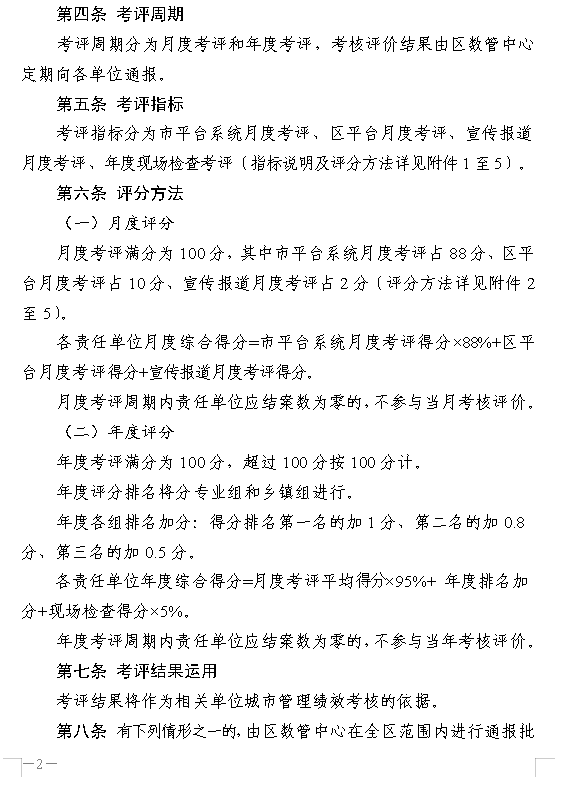 第四条 考评周期
考评周期分为月度考评和年度考评，考核评价结果由区数管中心
定期向各单位通报。
第五条 考评指标
考评指标分为市平台系统月度考评、区平台月度考评、宣传报道
月度考评、年度现场检查考评（指标说明及评分方法详见附件1至5）。
第六条 评分方法
（一）月度评分
月度考评满分为100分，其中市平台系统月度考评占88分、区平
台月度考评占10分、宣传报道月度考评占2分（评分方法详见附件2
至5）。
各责任单位月度综合得分=市平台系统月度考评得分×88%+区平
台月度考评得分+宣传报道月度考评得分。
月度考评周期内责任单位应结案数为零的，不参与当月考核评价。
（二）年度评分
年度考评满分为100分，超过100分按100分计。
年度评分排名将分专业组和乡镇组进行。
年度各组排名加分：得分排名第一名的加1分、第二名的加0.8
分、第三名的加0.5分。
各责任单位年度综合得分=月度考评平均得分×95%+ 年度排名加
分+现场检查得分×5%。
年度考评周期内责任单位应结案数为零的，不参与当年考核评价。
第七条 考评结果运用
考评结果将作为相关单位城市管理绩效考核的依据。
第八条 有下列情形之一的，由区数管中心在全区范围内进行通报批
—2—